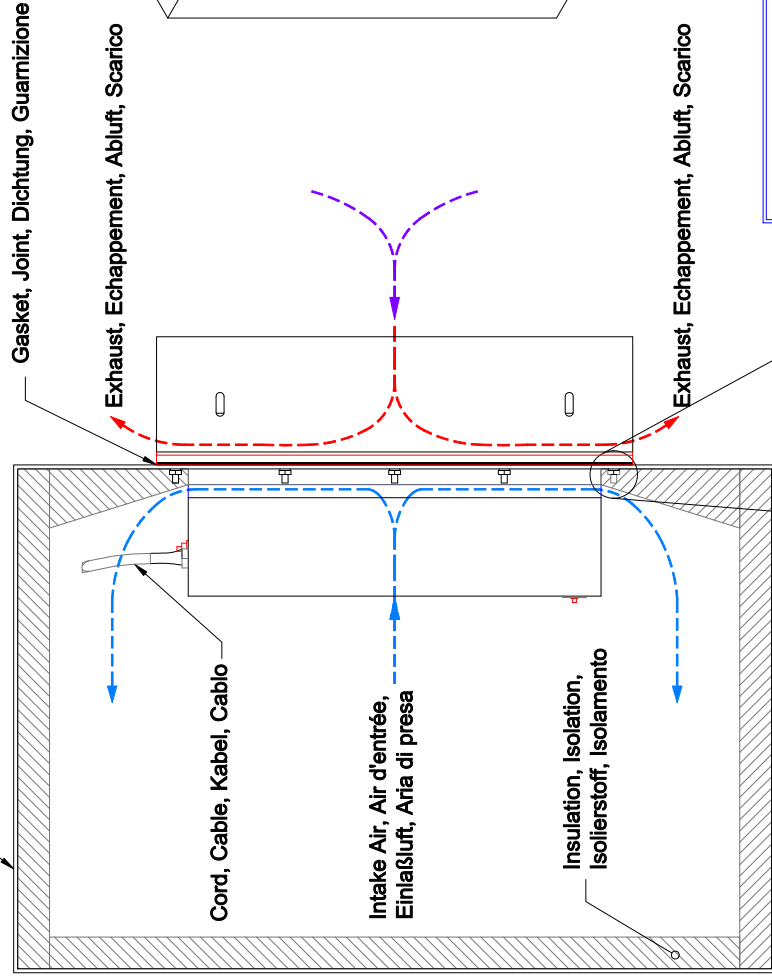 Gasket, Joint, Dichtung, Guarnizione
Exhaust, Echappement, Abluft, Scarico
Exhaust, Echappement, Abluft, Scarico
Cord, Cable, Kabel, Cablo
Intake Air, Air d'entrée,
Einlaßluft, Aria di presa
Insulation, Isolation,
Isolierstoff, Isolamento